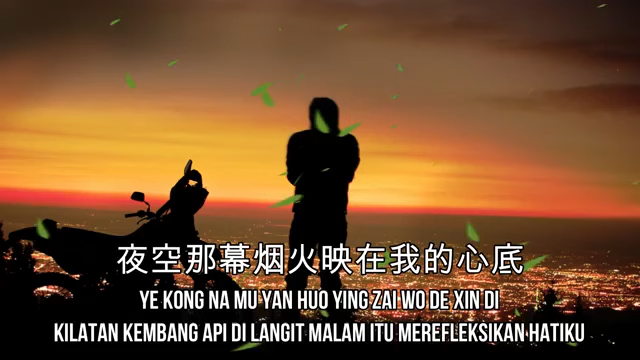 夜空那幕烟火映在我的心底
YE KONG NA MU YAN HUO YING ZAI WO DE XIN DI
KILATAN KEMBANG API DI LANGIT MALAM ITU MEREFLEKSIKAN HATIKU